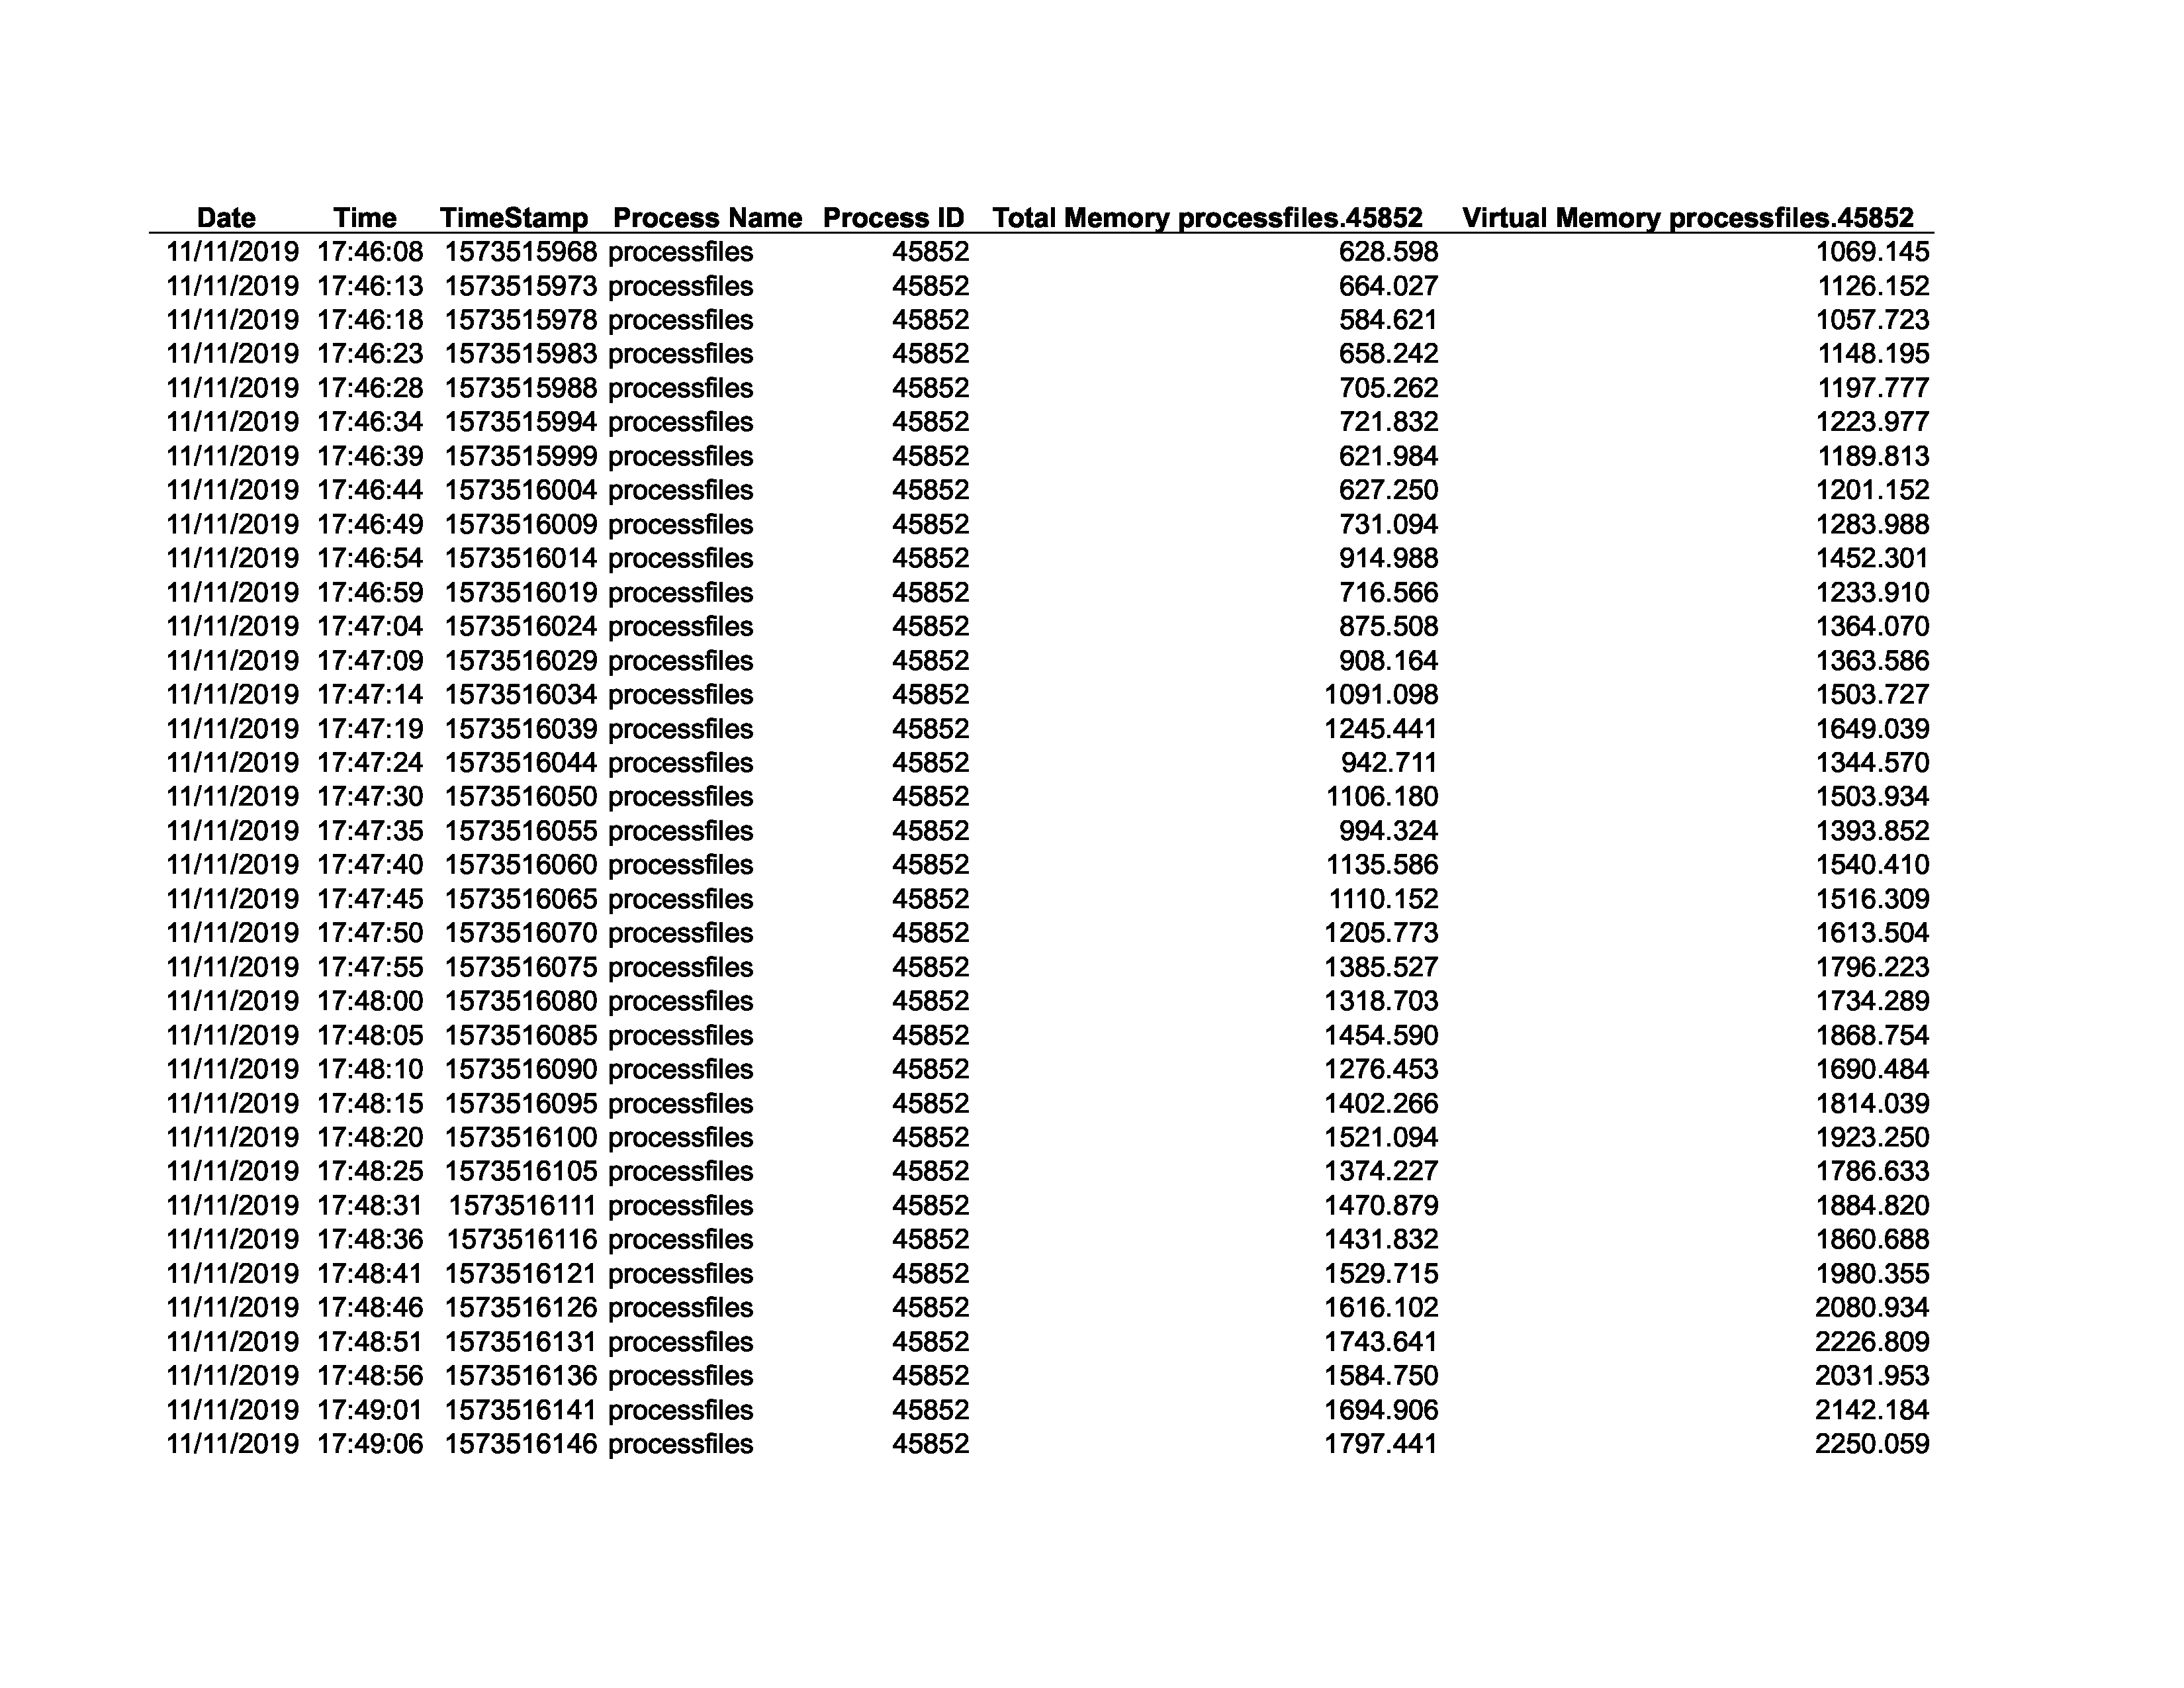 Date Time TimeStamp Process Name Process ID Total Memory processfiles.45852 Virtual Memory processfiles.45852
11/11/2019 17:46:08 1573515968 processfiles 45852 628.598 1069.145
11/11/2019 17:46:13 1573515973 processfiles 45852 664.027 1126.152
11/11/2019 17:46:18 1573515978 processfiles 45852 584.621 1057.723
11/11/2019 17:46:23 1573515983 processfiles 45852 658.242 1148.195
11/11/2019 17:46:28 1573515988 processfiles 45852 705.262 1197.777
11/11/2019 17:46:34 1573515994 processfiles 45852 721.832 1223.977
11/11/2019 17:46:39 1573515999 processfiles 45852 621.984 1189.813
11/11/2019 17:46:44 1573516004 processfiles 45852 627.250 1201.152
11/11/2019 17:46:49 1573516009 processfiles 45852 731.094 1283.988
11/11/2019 17:46:54 1573516014 processfiles 45852 914.988 1452.301
11/11/2019 17:46:59 1573516019 processfiles 45852 716.566 1233.910
11/11/2019 17:47:04 1573516024 processfiles 45852 875.508 1364.070
11/11/2019 17:47:09 1573516029 processfiles 45852 908.164 1363.586
11/11/2019 17:47:14 1573516034 processfiles 45852 1091.098 1503.727
11/11/2019 17:47:19 1573516039 processfiles 45852 1245.441 1649.039
11/11/2019 17:47:24 1573516044 processfiles 45852 942.711 1344.570
11/11/2019 17:47:30 1573516050 processfiles 45852 1106.180 1503.934
11/11/2019 17:47:35 1573516055 processfiles 45852 994.324 1393.852
11/11/2019 17:47:40 1573516060 processfiles 45852 1135.586 1540.410
11/11/2019 17:47:45 1573516065 processfiles 45852 1110.152 1516.309
11/11/2019 17:47:50 1573516070 processfiles 45852 1205.773 1613.504
11/11/2019 17:47:55 1573516075 processfiles 45852 1385.527 1796.223
11/11/2019 17:48:00 1573516080 processfiles 45852 1318.703 1734.289
11/11/2019 17:48:05 1573516085 processfiles 45852 1454.590 1868.754
11/11/2019 17:48:10 1573516090 processfiles 45852 1276.453 1690.484
11/11/2019 17:48:15 1573516095 processfiles 45852 1402.266 1814.039
11/11/2019 17:48:20 1573516100 processfiles 45852 1521.094 1923.250
11/11/2019 17:48:25 1573516105 processfiles 45852 1374.227 1786.633
11/11/2019 17:48:31 1573516111 processfiles 45852 1470.879 1884.820
11/11/2019 17:48:36 1573516116 processfiles 45852 1431.832 1860.688
11/11/2019 17:48:41 1573516121 processfiles 45852 1529.715 1980.355
11/11/2019 17:48:46 1573516126 processfiles 45852 1616.102 2080.934
11/11/2019 17:48:51 1573516131 processfiles 45852 1743.641 2226.809
11/11/2019 17:48:56 1573516136 processfiles 45852 1584.750 2031.953
11/11/2019 17:49:01 1573516141 processfiles 45852 1694.906 2142.184
11/11/2019 17:49:06 1573516146 processfiles 45852 1797.441 2250.059